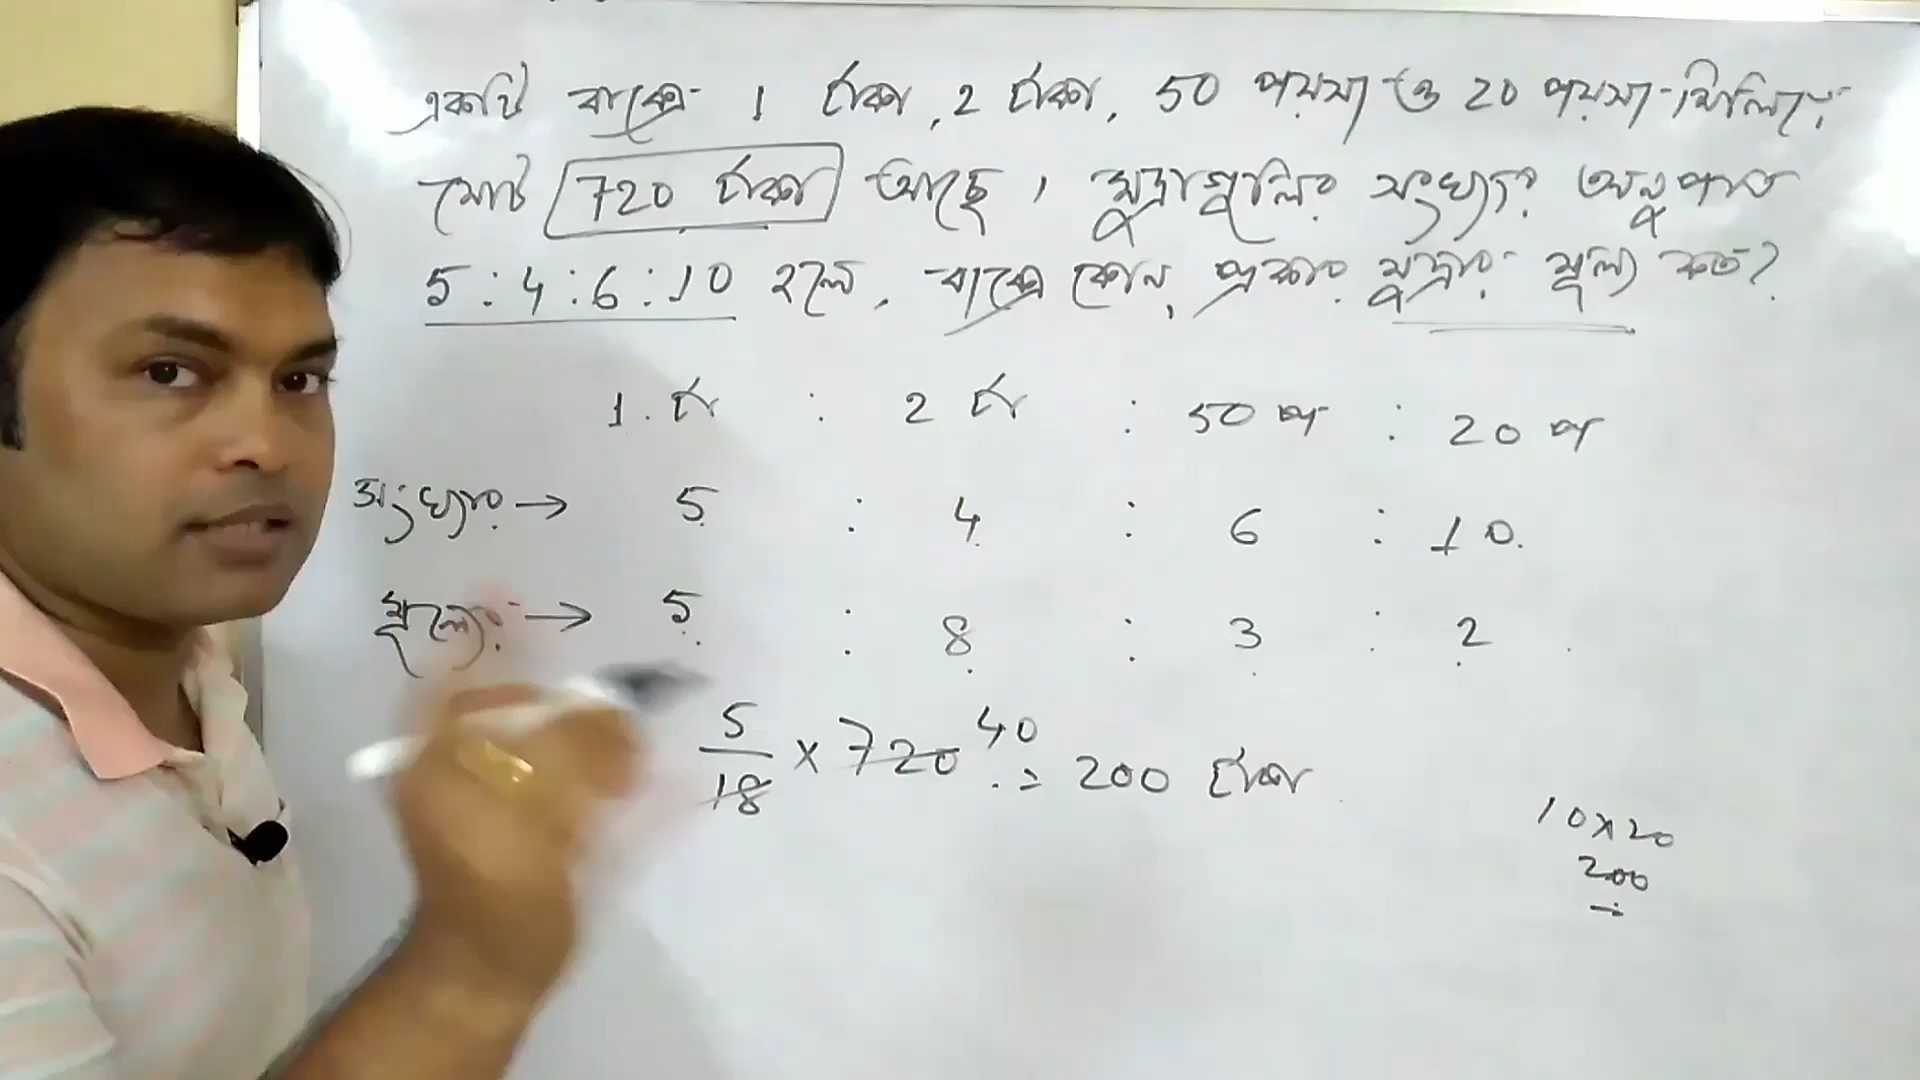 একটি বাক্সে 1 টাকা, 2 টাকা, 50 পয়সা ও 20 পয়সা মিলিয়ে
মোট 720 টাকা আছে। মুদ্রাগুলির সংখ্যার অনুপাত
5 : 4 : 6 : 10 হলে, বাক্সে কোন প্রকার মুদ্রার মূল্য কত?
1 টা : 2 টা : 50 প : 20 প
সংখ্যার → 5 : 4 : 6 : 10
মূল্যের → 5 : 8 : 3 : 2
5/18 × 720 40 = 200 টাকা
10×20
200